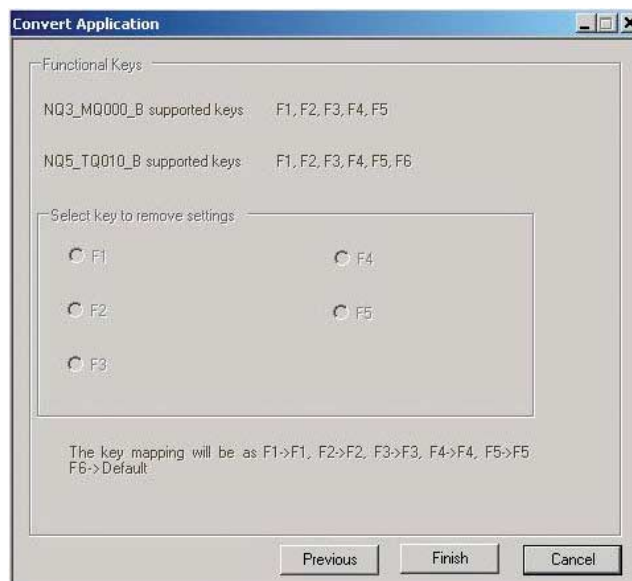 Convert Application
Functional Keys
NQ3_MQ000_B supported keys F1, F2, F3, F4, F5
NQ5_TQ010_B supported keys F1, F2, F3, F4, F5, F6
Select key to remove settings
F1 F4
F2 F5
F3
The key mapping will be as F1->F1, F2->F2, F3->F3, F4->F4, F5->F5
F6->Default
Previous Finish Cancel